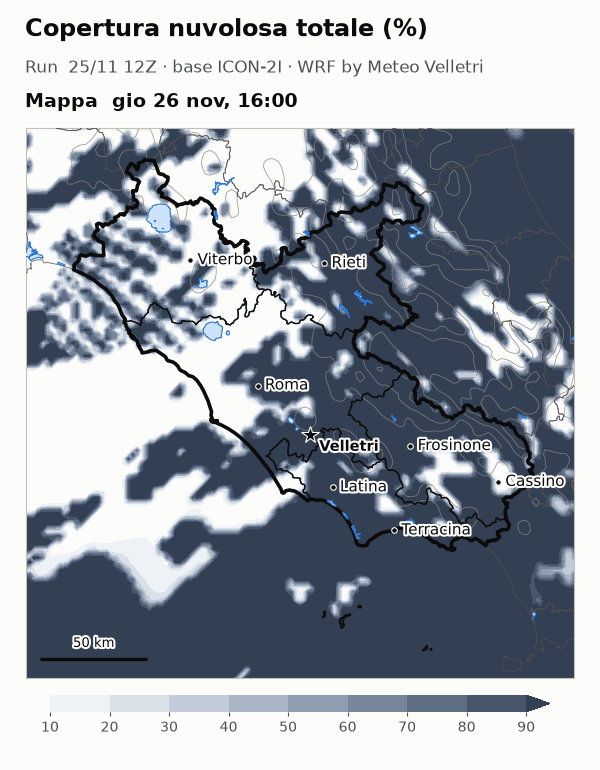 Copertura nuvolosa totale (%)
Run  25/11 12Z · base ICON-2I · WRF by Meteo Velletri
Mappa  gio 26 nov, 16:00
Viterbo
Rieti
Roma
Velletri
Frosinone
Cassino
Latina
Terracina
50 km
10 20 30 40 50 60 70 80 90